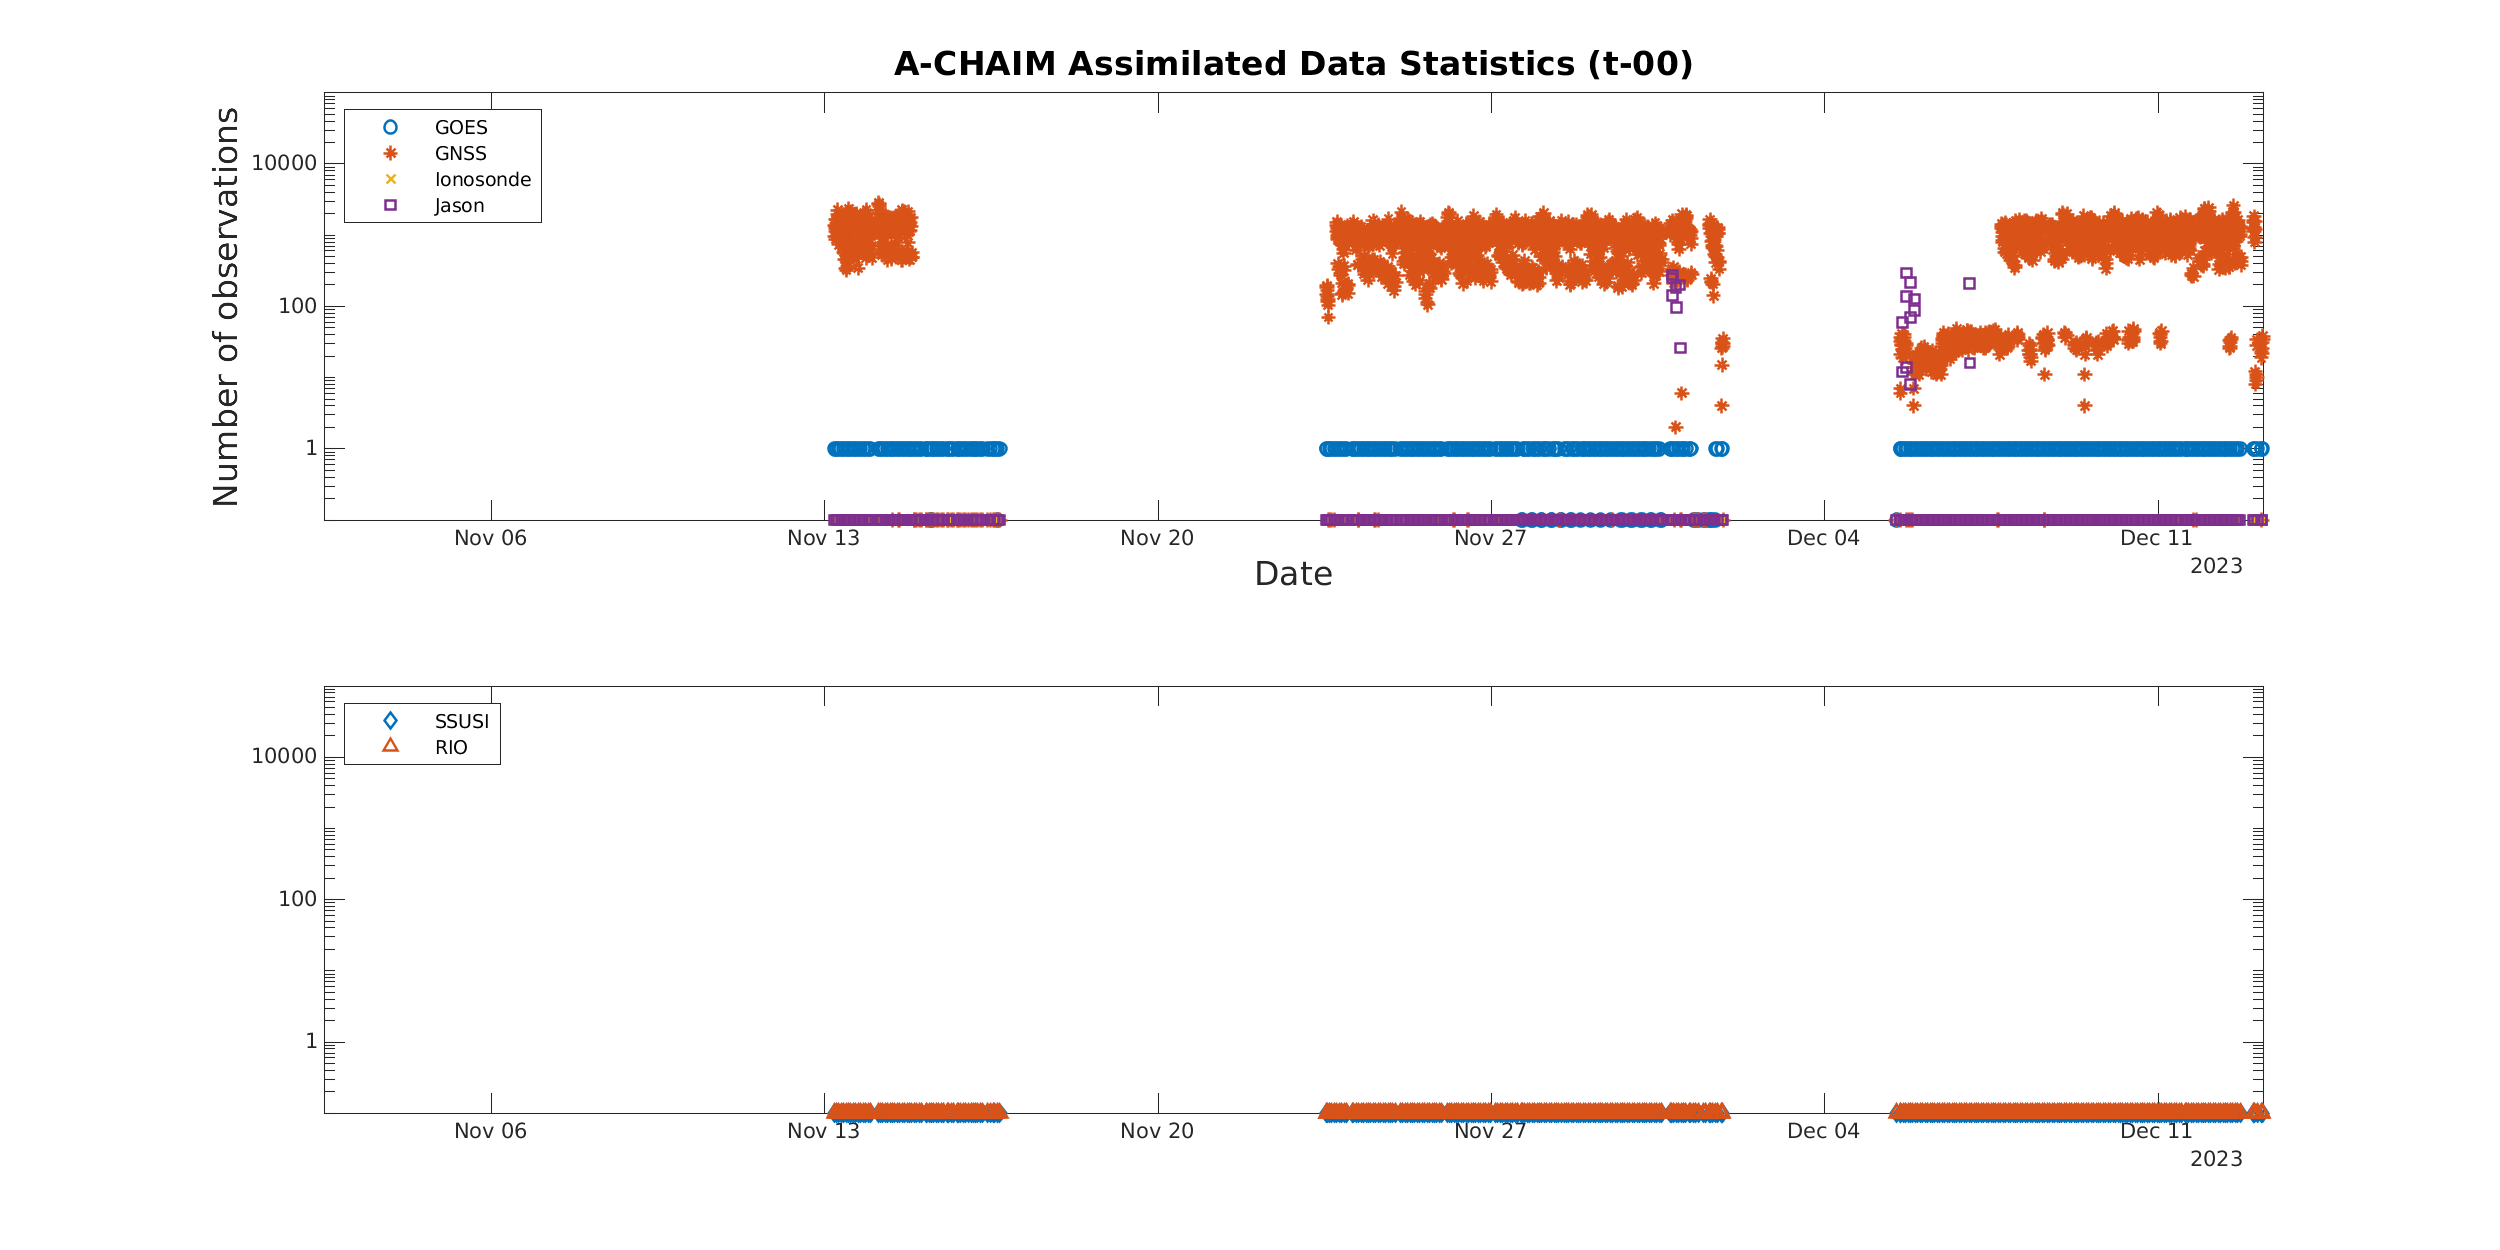 A-CHAIM Assimilated Data Statistics (t-00)
Number of observations
10000
100
1
GOES
GNSS
Ionosonde
Jason
Nov 06
Nov 13
Nov 20
Nov 27
Dec 04
Dec 11
2023
Date
10000
100
1
SSUSI
RIO
Nov 06
Nov 13
Nov 20
Nov 27
Dec 04
Dec 11
2023